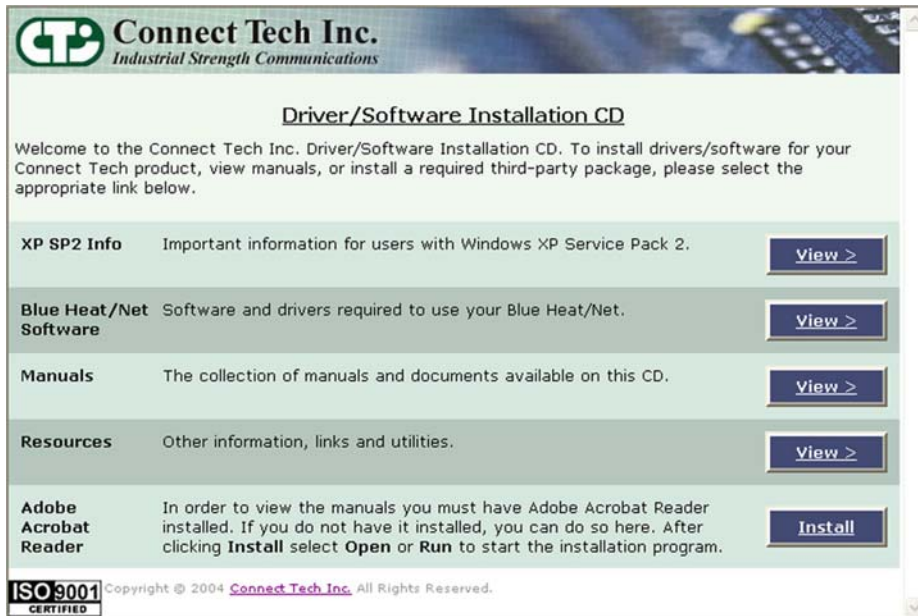 CTi
Connect Tech Inc.
Industrial Strength Communications
Driver/Software Installation CD
Welcome to the Connect Tech Inc. Driver/Software Installation CD. To install drivers/software for your
Connect Tech product, view manuals, or install a required third-party package, please select the
appropriate link below.
XP SP2 Info
Important information for users with Windows XP Service Pack 2.
View >
Blue Heat/Net
Software
Software and drivers required to use your Blue Heat/Net.
View >
Manuals
The collection of manuals and documents available on this CD.
View >
Resources
Other information, links and utilities.
View >
Adobe
Acrobat
Reader
In order to view the manuals you must have Adobe Acrobat Reader
installed. If you do not have it installed, you can do so here. After
clicking Install select Open or Run to start the installation program.
Install
ISO 9001
CERTIFIED
Copyright © 2004 Connect Tech Inc. All Rights Reserved.